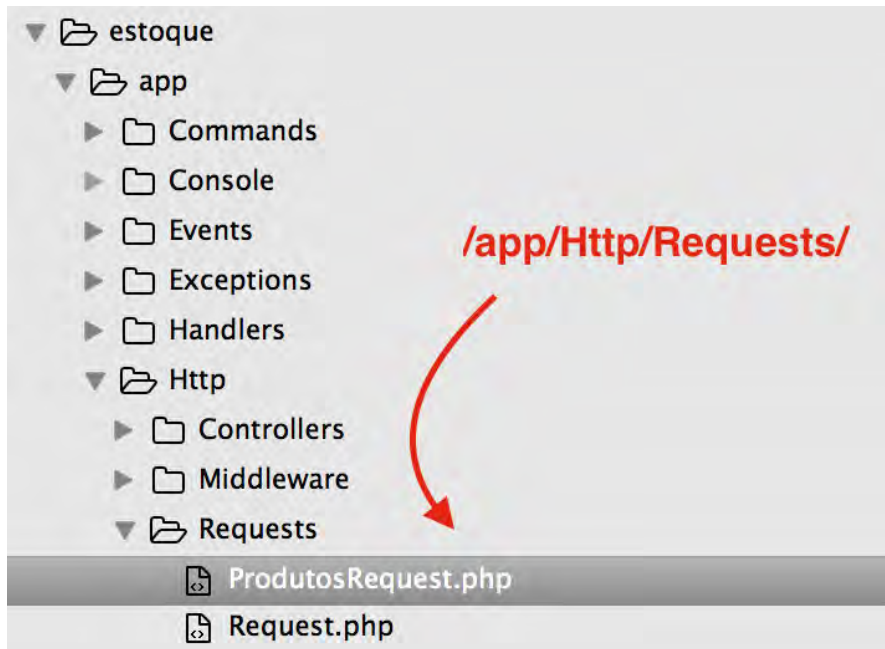 estoque
app
Commands
Console
Events
/app/Http/Requests/
Exceptions
Handlers
Http
Controllers
Middleware
Requests
ProdutosRequest.php
Request.php